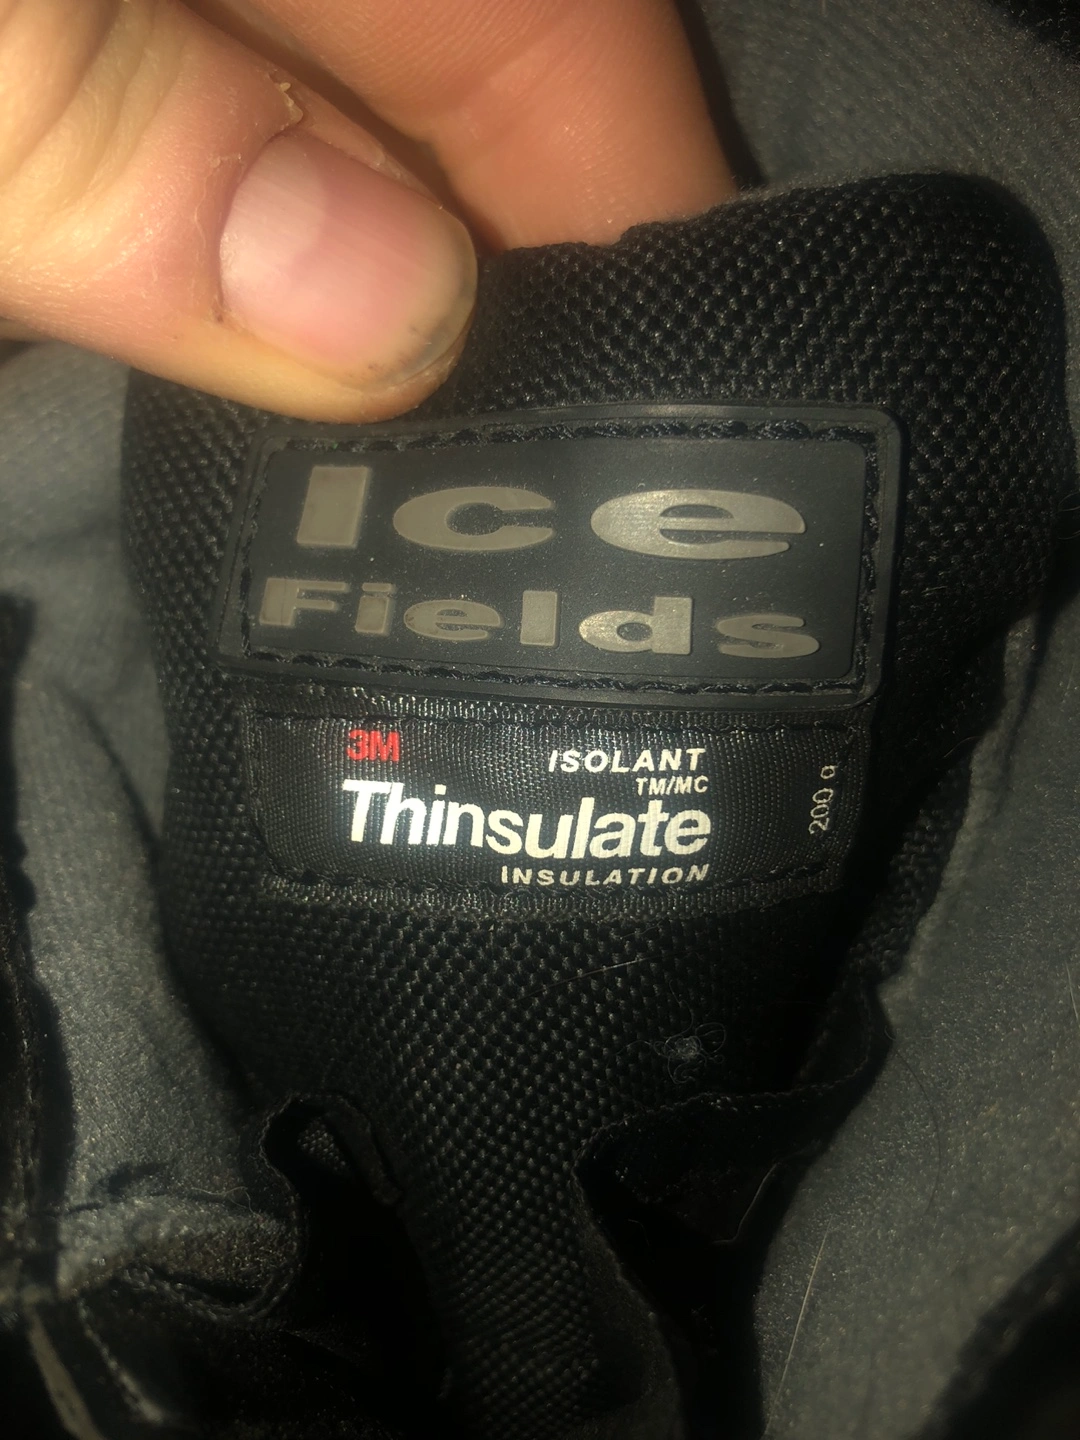 Ice
Fields
3M
ISOLANT
TM/MC
Thinsulate
INSULATION
200 g